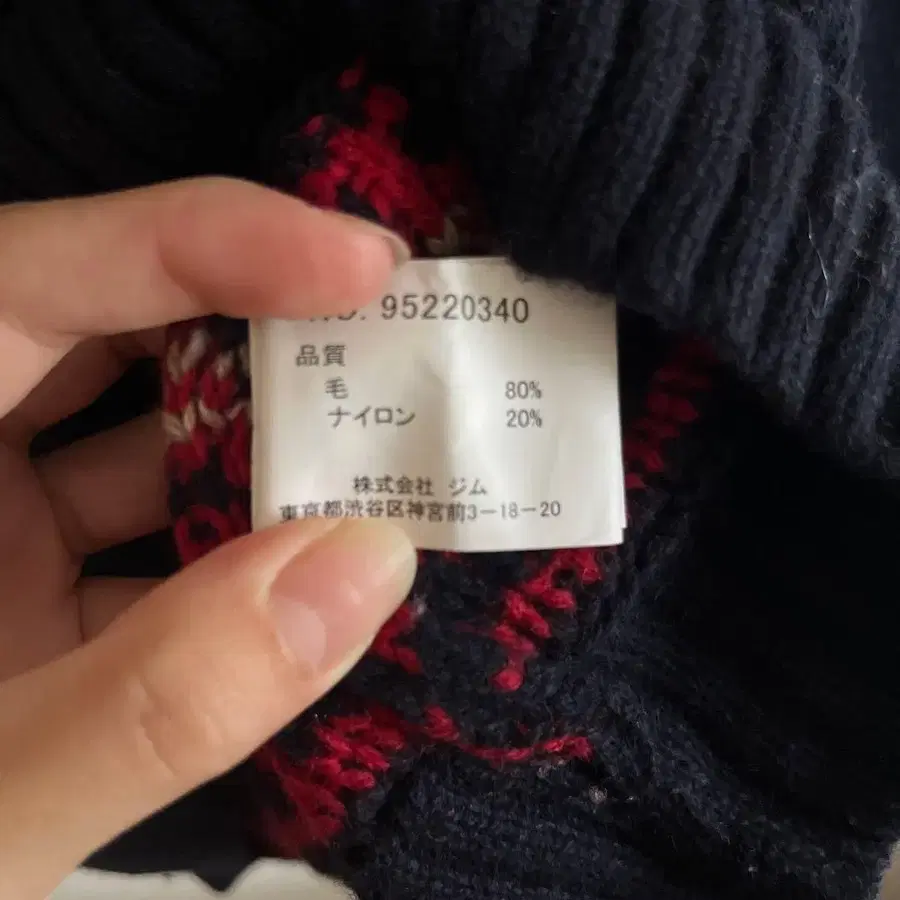 NO. 95220340
品質
毛 80%
ナイロン 20%
株式会社 ジム
東京都渋谷区神宮前3-18-20